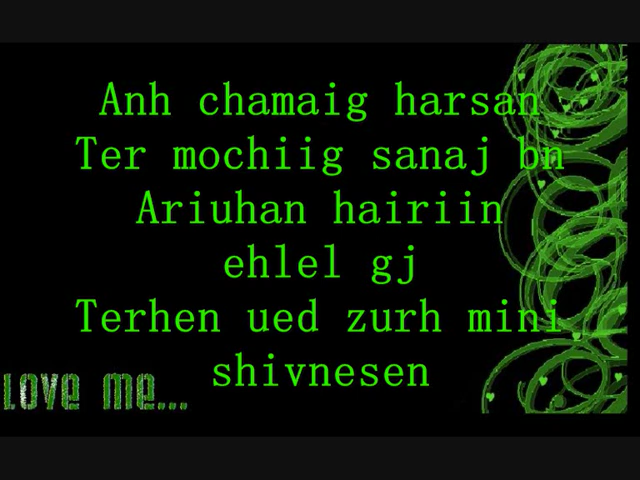 Anh chamaig harsan
Ter mochiig sanaj bn
Ariuhan hairiin
ehlel gj
Terhen ued zurh mini
shivnesen
Love me...